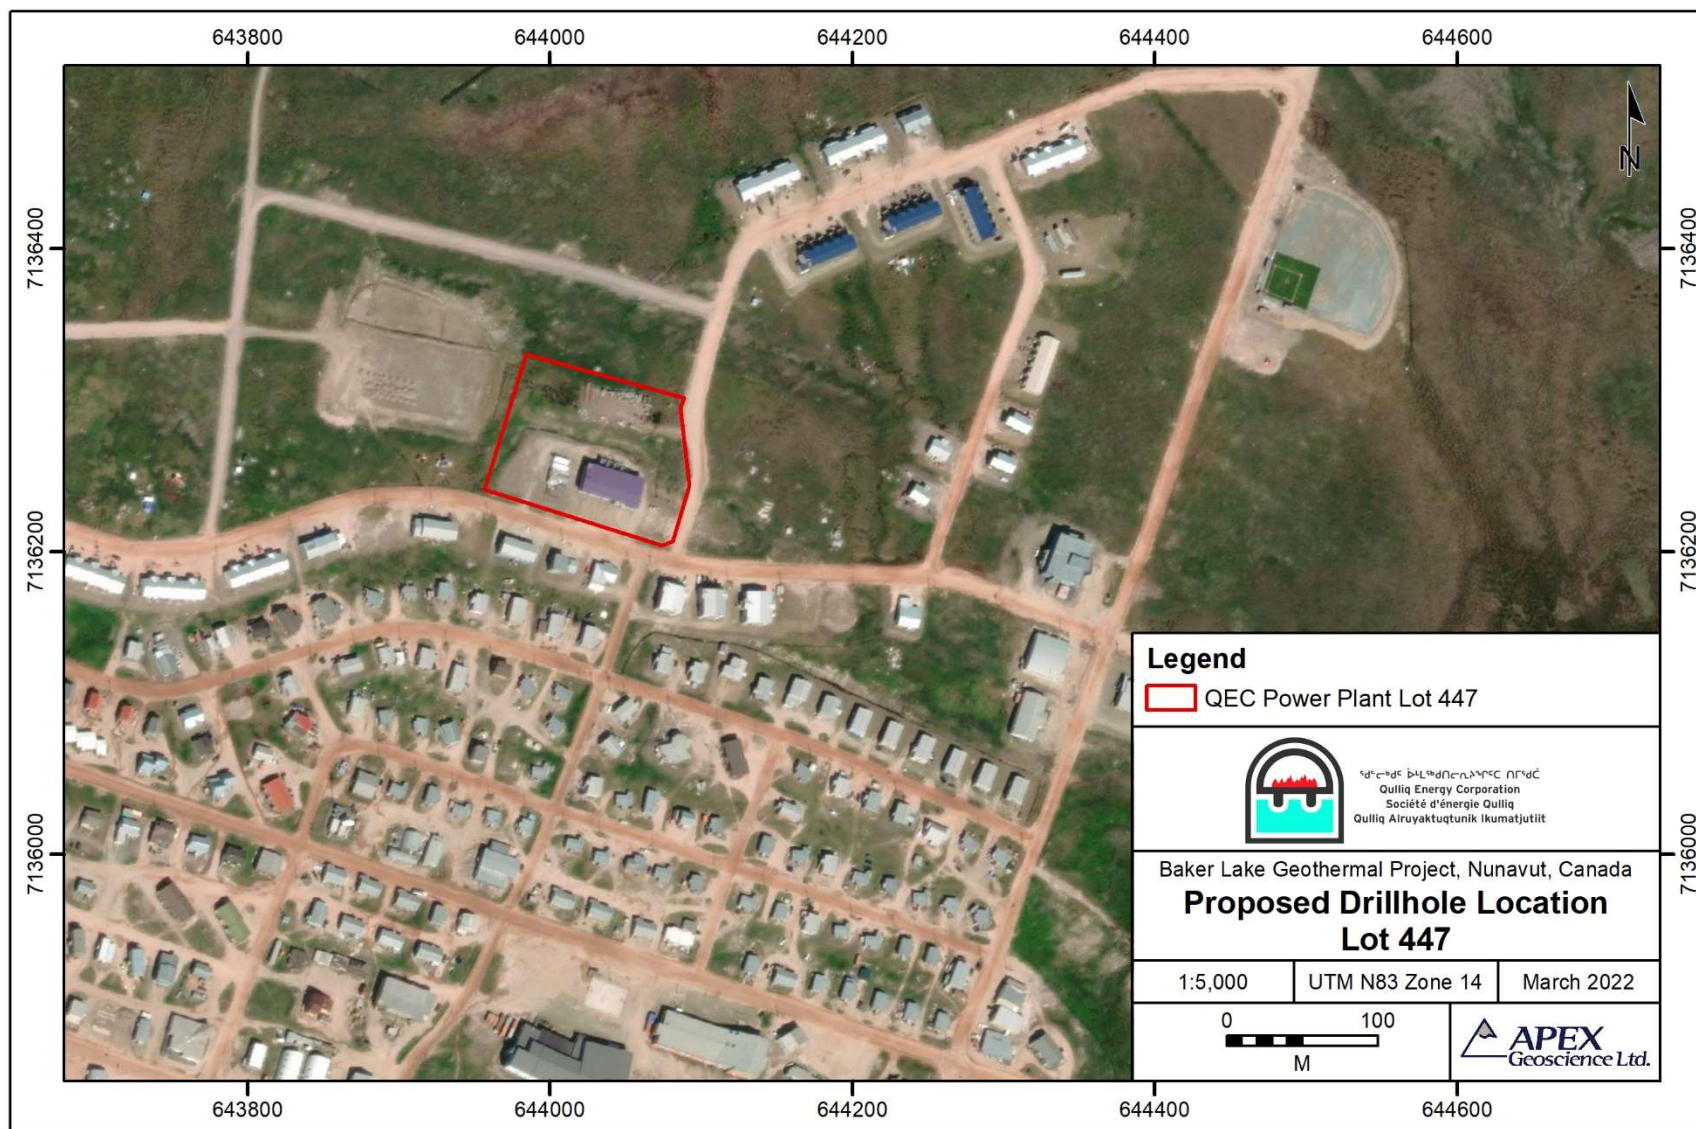 643800 644000 644200 644400 644600
N
7136400 7136400
7136200 7136200
7136000 7136000
Legend
QEC Power Plant Lot 447
Qulliq Energy Corporation
Société d'énergie Qulliq
Qulliq Alruyaktuqtunik Ikumatjutiit
Baker Lake Geothermal Project, Nunavut, Canada
Proposed Drillhole Location
Lot 447
1:5,000 UTM N83 Zone 14 March 2022
0 100
M
APEX
Geoscience Ltd.
643800 644000 644200 644400 644600